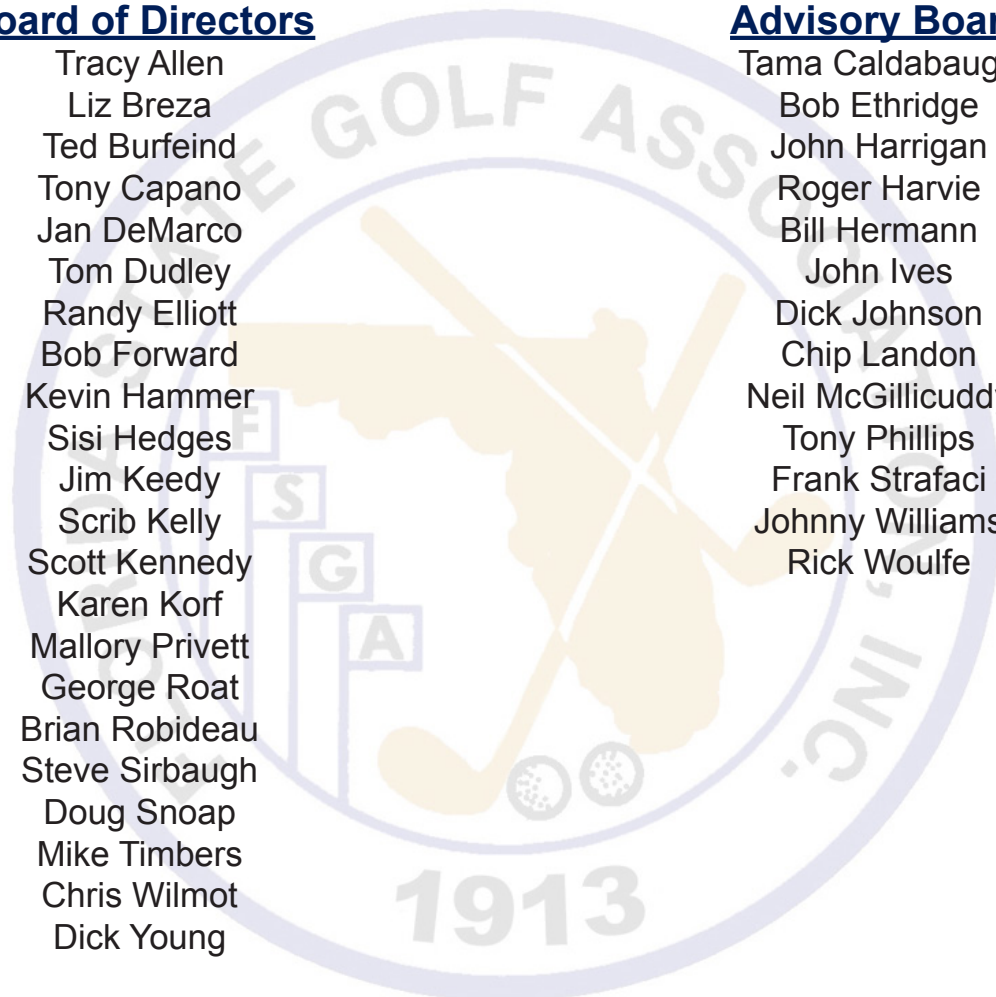 oard of Directors
Tracy Allen
Liz Breza
Ted Burfeind
Tony Capano
Jan DeMarco
Tom Dudley
Randy Elliott
Bob Forward
Kevin Hammer
Sisi Hedges
Jim Keedy
Scrib Kelly
Scott Kennedy
Karen Korf
Mallory Privett
George Roat
Brian Robideau
Steve Sirbaugh
Doug Snoap
Mike Timbers
Chris Wilmot
Dick Young
Advisory Boar
Tama Caldabaug
Bob Ethridge
John Harrigan
Roger Harvie
Bill Hermann
John Ives
Dick Johnson
Chip Landon
Neil McGillicuddy
Tony Phillips
Frank Strafaci
Johnny Williams
Rick Woulfe
FLORIDA STATE GOLF ASSOCIATION, INC.
F
S
G
A
1913